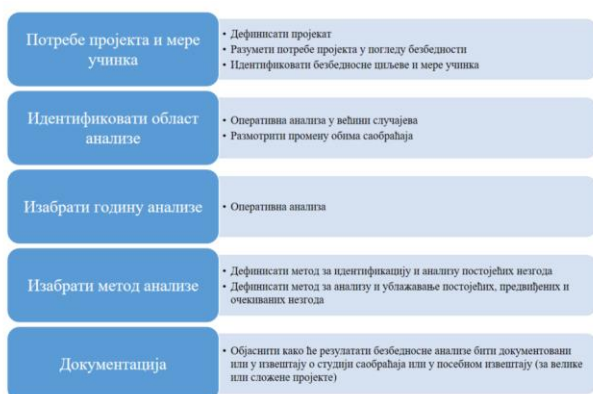 Потребе пројекта и мере
учинка
• Дефинисати пројекат
• Разумети потребе пројекта у погледу безбедности
• Идентификовати безбедносне циљеве и мере учинка
Идентификовати област
анализе
• Оперативна анализа у већини случајева
• Размотрити промену обима саобраћаја
Изабрати годину анализе
• Оперативна анализа
Изабрати метод анализе
• Дефинисати метод за идентификацију и анализу постојећих незгода
• Дефинисати метод за анализу и ублажавање постојећих, предвиђених и
очекиваних незгода
Документација
• Објаснити како ће резултати безбедносне анализе бити документовани
или у извештају о студији саобраћаја или у посебном извештају (за велике
или сложене пројекте)